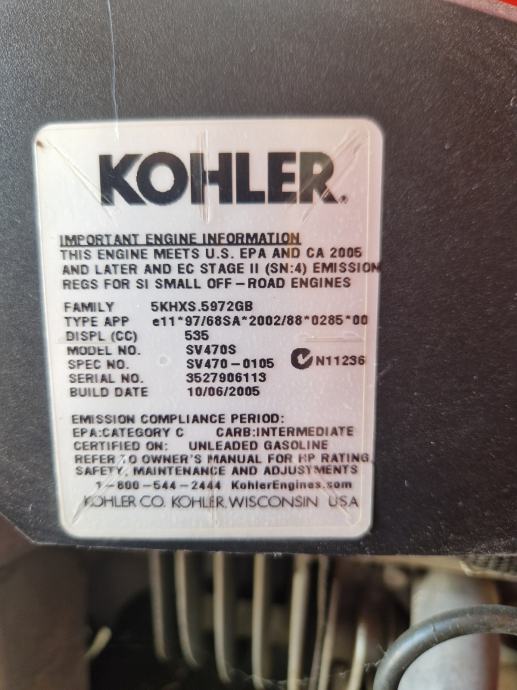 KOHLER.
IMPORTANT ENGINE INFORMATION
THIS ENGINE MEETS U.S. EPA AND CA 2005
AND LATER AND EC STAGE II (SN:4) EMISSION
REGS FOR SI SMALL OFF-ROAD ENGINES
FAMILY 5KHXS.5972GB
TYPE APP e11*97/68SA*2002/88*0285*00
DISPL (CC) 535
MODEL NO. SV470S
SPEC NO. SV470-0105 N11236
SERIAL NO. 3527906113
BUILD DATE 10/06/2005
EMISSION COMPLIANCE PERIOD:
EPA:CATEGORY C CARB:INTERMEDIATE
CERTIFIED ON: UNLEADED GASOLINE
REFER TO OWNER'S MANUAL FOR HP RATING,
SAFETY, MAINTENANCE AND ADJUSTMENTS
1-800-544-2444 KohlerEngines.com
KOHLER CO. KOHLER, WISCONSIN USA